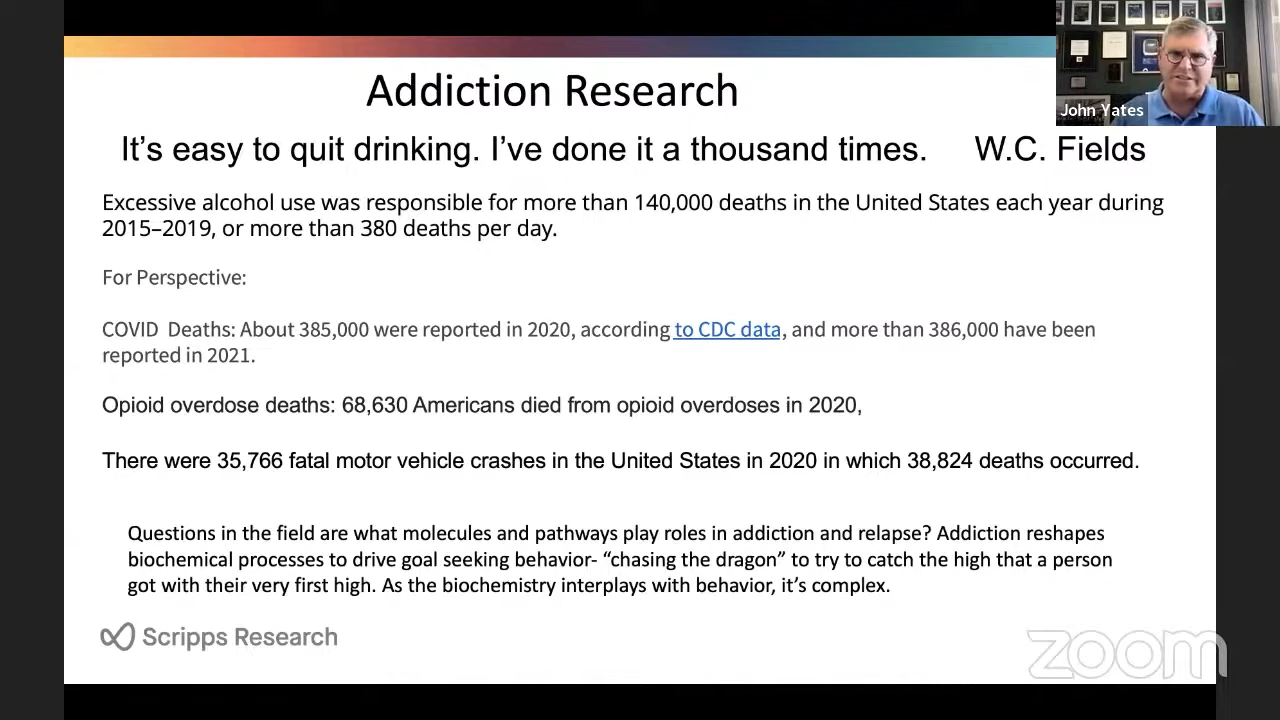 Addiction Research
John Yates
It’s easy to quit drinking. I’ve done it a thousand times. W.C. Fields
Excessive alcohol use was responsible for more than 140,000 deaths in the United States each year during
2015–2019, or more than 380 deaths per day.
For Perspective:
COVID Deaths: About 385,000 were reported in 2020, according to CDC data, and more than 386,000 have been
reported in 2021.
Opioid overdose deaths: 68,630 Americans died from opioid overdoses in 2020,
There were 35,766 fatal motor vehicle crashes in the United States in 2020 in which 38,824 deaths occurred.
Questions in the field are what molecules and pathways play roles in addiction and relapse? Addiction reshapes
biochemical processes to drive goal seeking behavior- “chasing the dragon” to try to catch the high that a person
got with their very first high. As the biochemistry interplays with behavior, it’s complex.
Scripps Research
zoom